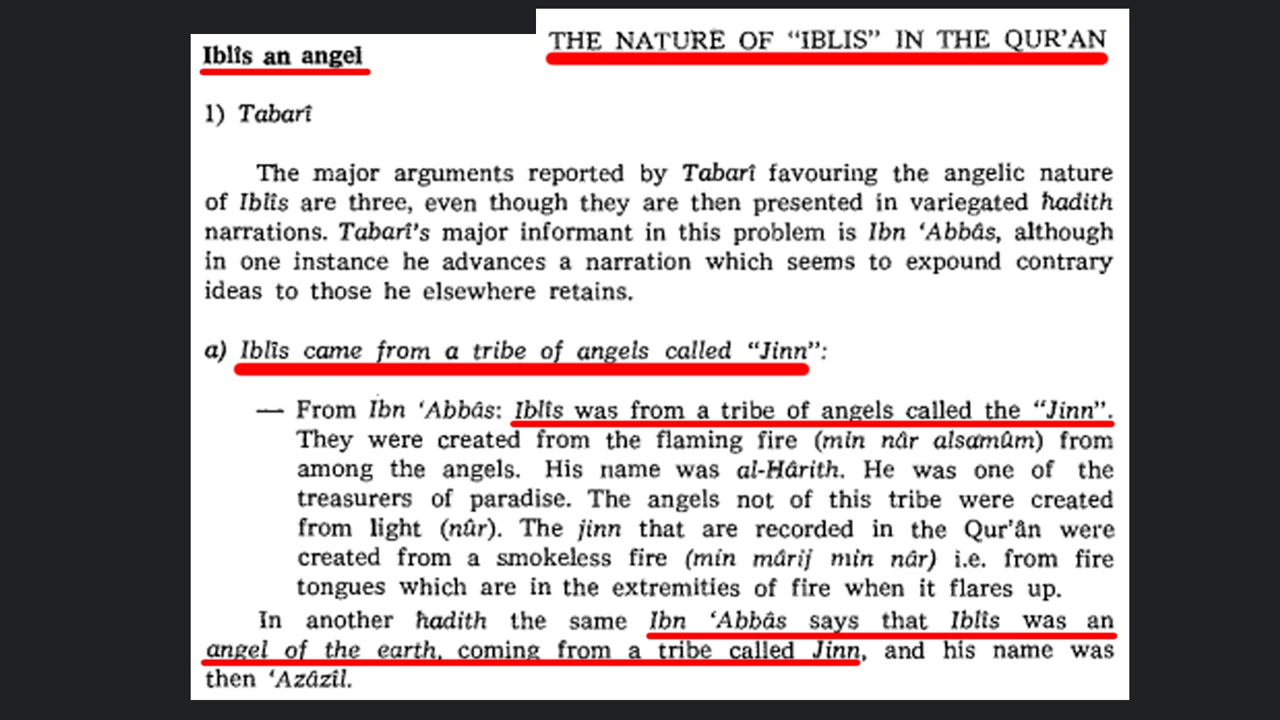 THE NATURE OF "IBLIS" IN THE QUR'AN
Iblîs an angel
1) Tabarî
The major arguments reported by Tabarî favouring the angelic nature
of Iblîs are three, even though they are then presented in variegated ħadith
narrations. Tabarî's major informant in this problem is Ibn 'Abbâs, although
in one instance he advances a narration which seems to expound contrary
ideas to those he elsewhere retains.
a) Iblîs came from a tribe of angels called "Jinn":
— From Ibn 'Abbâs: Iblîs was from a tribe of angels called the "Jinn".
They were created from the flaming fire (min nâr alsamûm) from
among the angels. His name was al-Hârith. He was one of the
treasurers of paradise. The angels not of this tribe were created
from light (nûr). The jinn that are recorded in the Qur'ân were
created from a smokeless fire (min mârij min nâr) i.e. from fire
tongues which are in the extremities of fire when it flares up.
In another ħadith the same Ibn 'Abbâs says that Iblîs was an
angel of the earth, coming from a tribe called Jinn, and his name was
then 'Azâzîl.